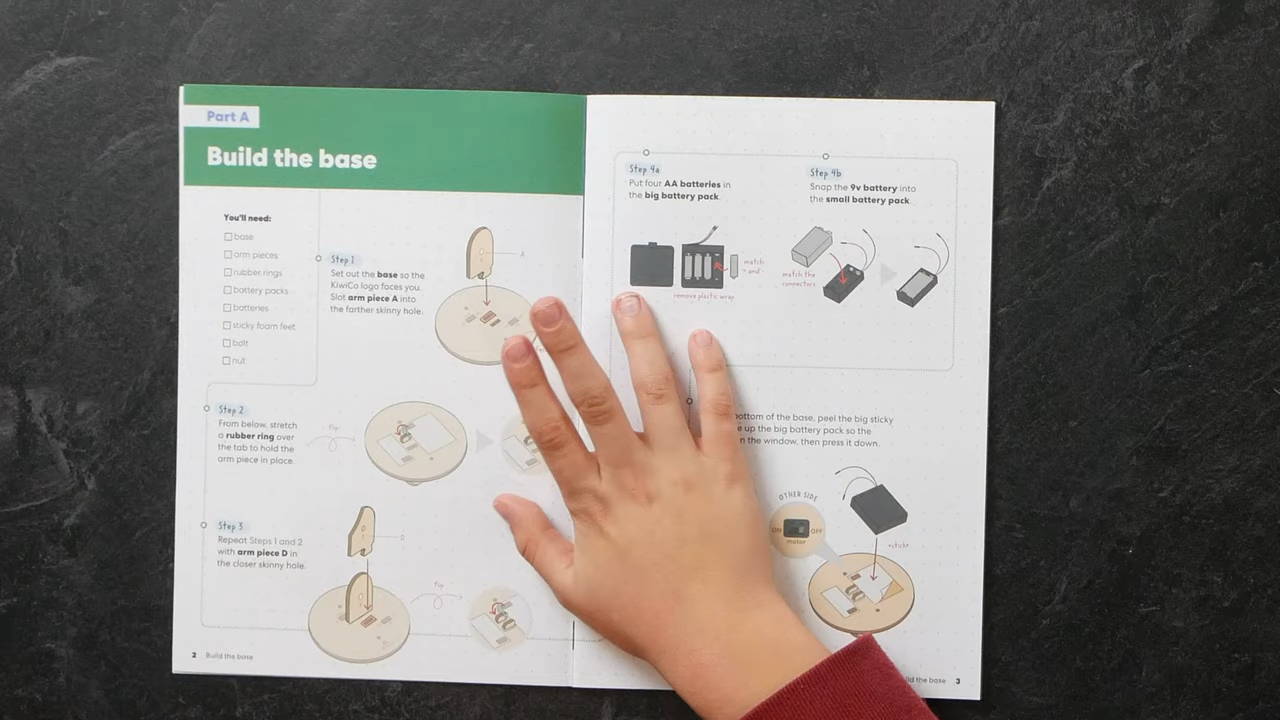 Part A
Build the base
You'll need:
base
arm pieces
rubber rings
battery packs
batteries
sticky foam feet
bolt
nut
Step 1
Set out the base so the
KiwiCo logo faces you.
Slot arm piece A into
the farther skinny hole.
A
Step 2
From below, stretch
a rubber ring over
the tab to hold the
arm piece in place.
flip
Step 3
Repeat Steps 1 and 2
with arm piece D in
the closer skinny hole.
D
flip
2 Build the base
Step 4a
Put four AA batteries in
the big battery pack.
match
+ and -
remove plastic wrap
Step 4b
Snap the 9v battery into
the small battery pack.
match the
connectors
bottom of the base, peel the big sticky
up the big battery pack so the
the window, then press it down.
OTHER SIDE
ON OFF
motor
*stick*
the base 3